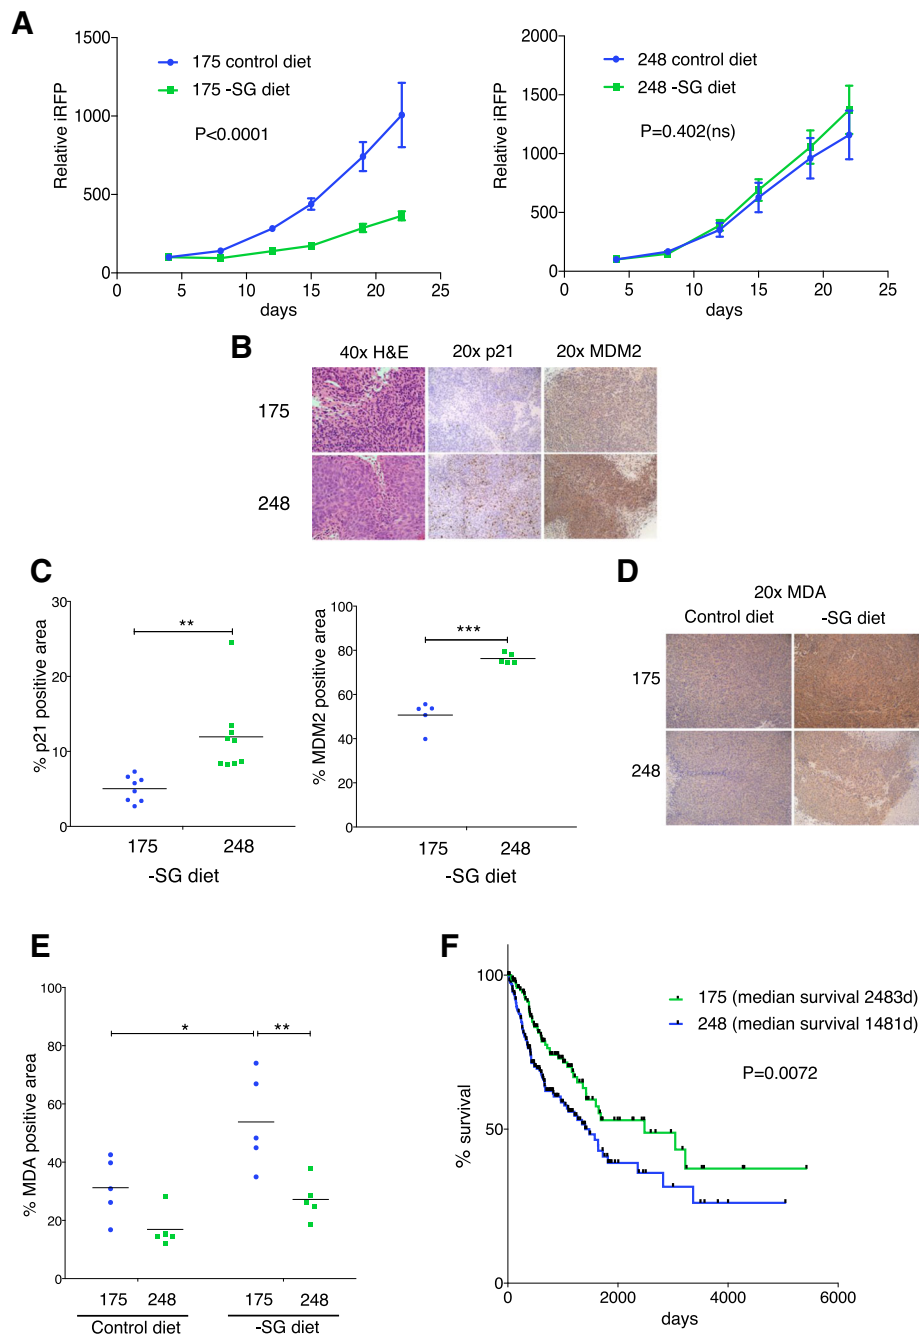 A
1500
1000
500
0
Relative iRFP
175 control diet
175 -SG diet
P<0.0001
0 5 10 15 20 25
days
2000
1500
1000
500
0
Relative iRFP
248 control diet
248 -SG diet
P=0.402(ns)
0 5 10 15 20 25
days
B
40x H&E 20x p21 20x MDM2
175
248
C
30
20
10
0
% p21 positive area
**
175 248
-SG diet
100
80
60
40
20
0
% MDM2 positive area
***
175 248
-SG diet
D
20x MDA
Control diet -SG diet
175
248
E
100
80
60
40
20
0
% MDA positive area
* **
175 248 175 248
Control diet -SG diet
F
100
50
0
% survival
175 (median survival 2483d)
248 (median survival 1481d)
P=0.0072
0 2000 4000 6000
days